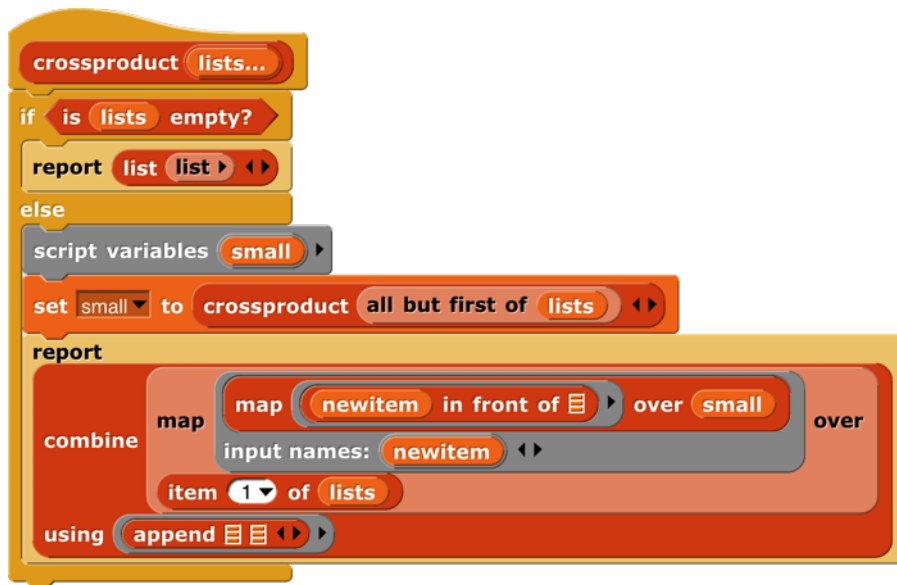 crossproduct lists...
if is lists empty?
report list list
else
script variables small
set small to crossproduct all but first of lists
report
map newitem in front of over small
combine map over
input names: newitem
item 1 of lists
using append